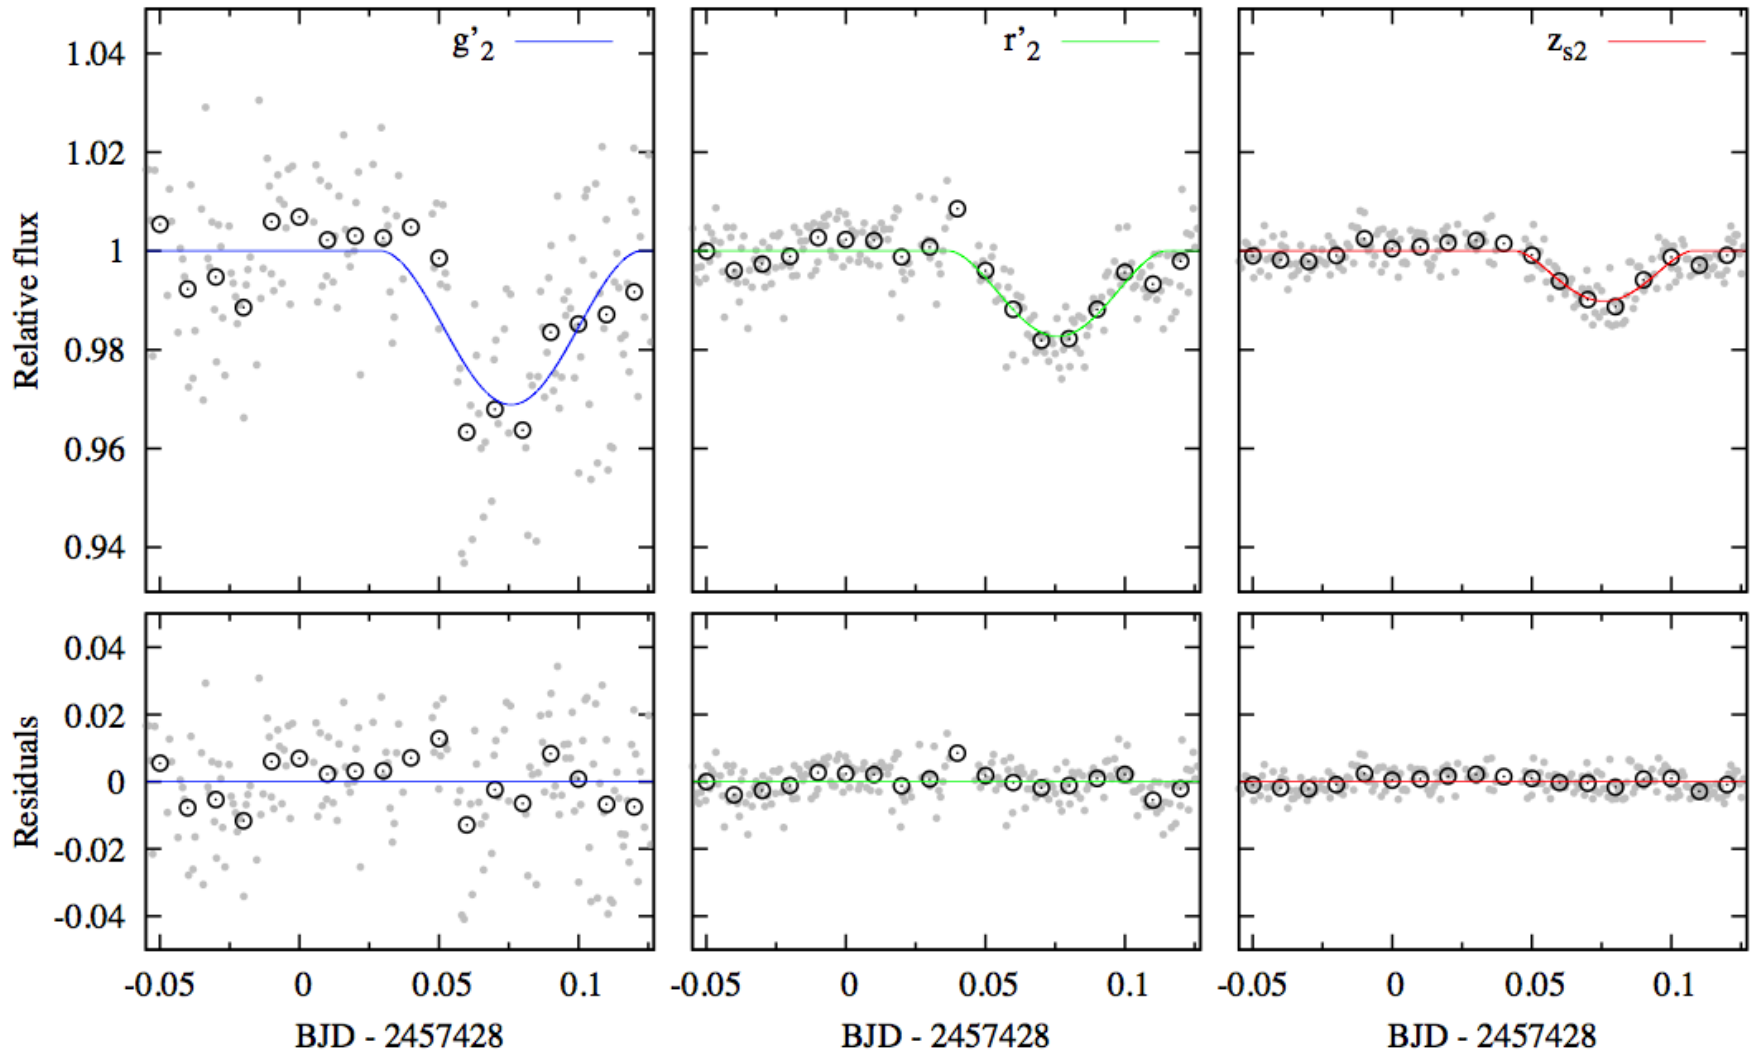 g'2
r'2
zs2
Relative flux
1.04
1.02
1
0.98
0.96
0.94
Residuals
0.04
0.02
0
-0.02
-0.04
-0.05 0 0.05 0.1
-0.05 0 0.05 0.1
-0.05 0 0.05 0.1
BJD - 2457428
BJD - 2457428
BJD - 2457428